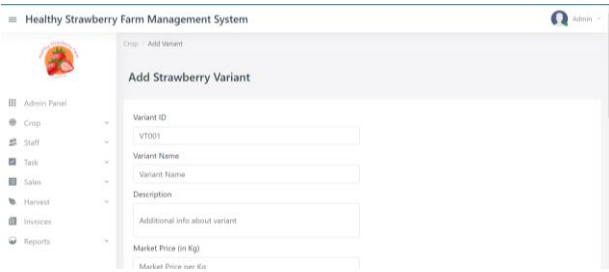 Healthy Strawberry Farm Management System
Admin
Crop / Add Variant
Add Strawberry Variant
Admin Panel
Crop
Staff
Task
Sales
Harvest
Invoices
Reports
Variant ID
VT001
Variant Name
Variant Name
Description
Additional info about variant
Market Price (in Kg)
Market Price per Kg